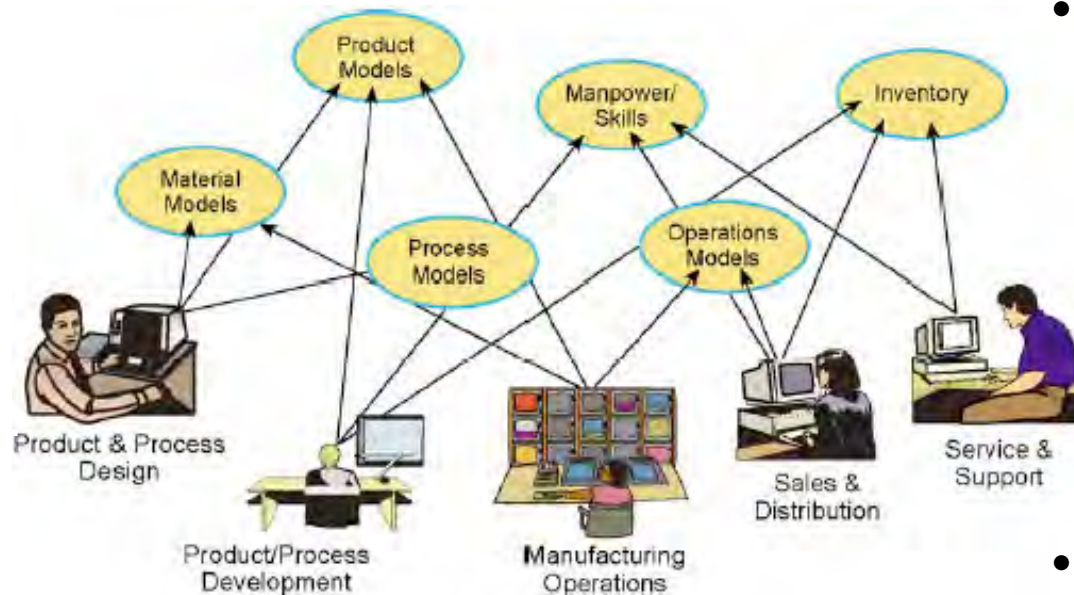 Product
Models
Manpower/
Skills
Inventory
Material
Models
Process
Models
Operations
Models
Product & Process
Design
Product/Process
Development
Manufacturing
Operations
Sales &
Distribution
Service &
Support